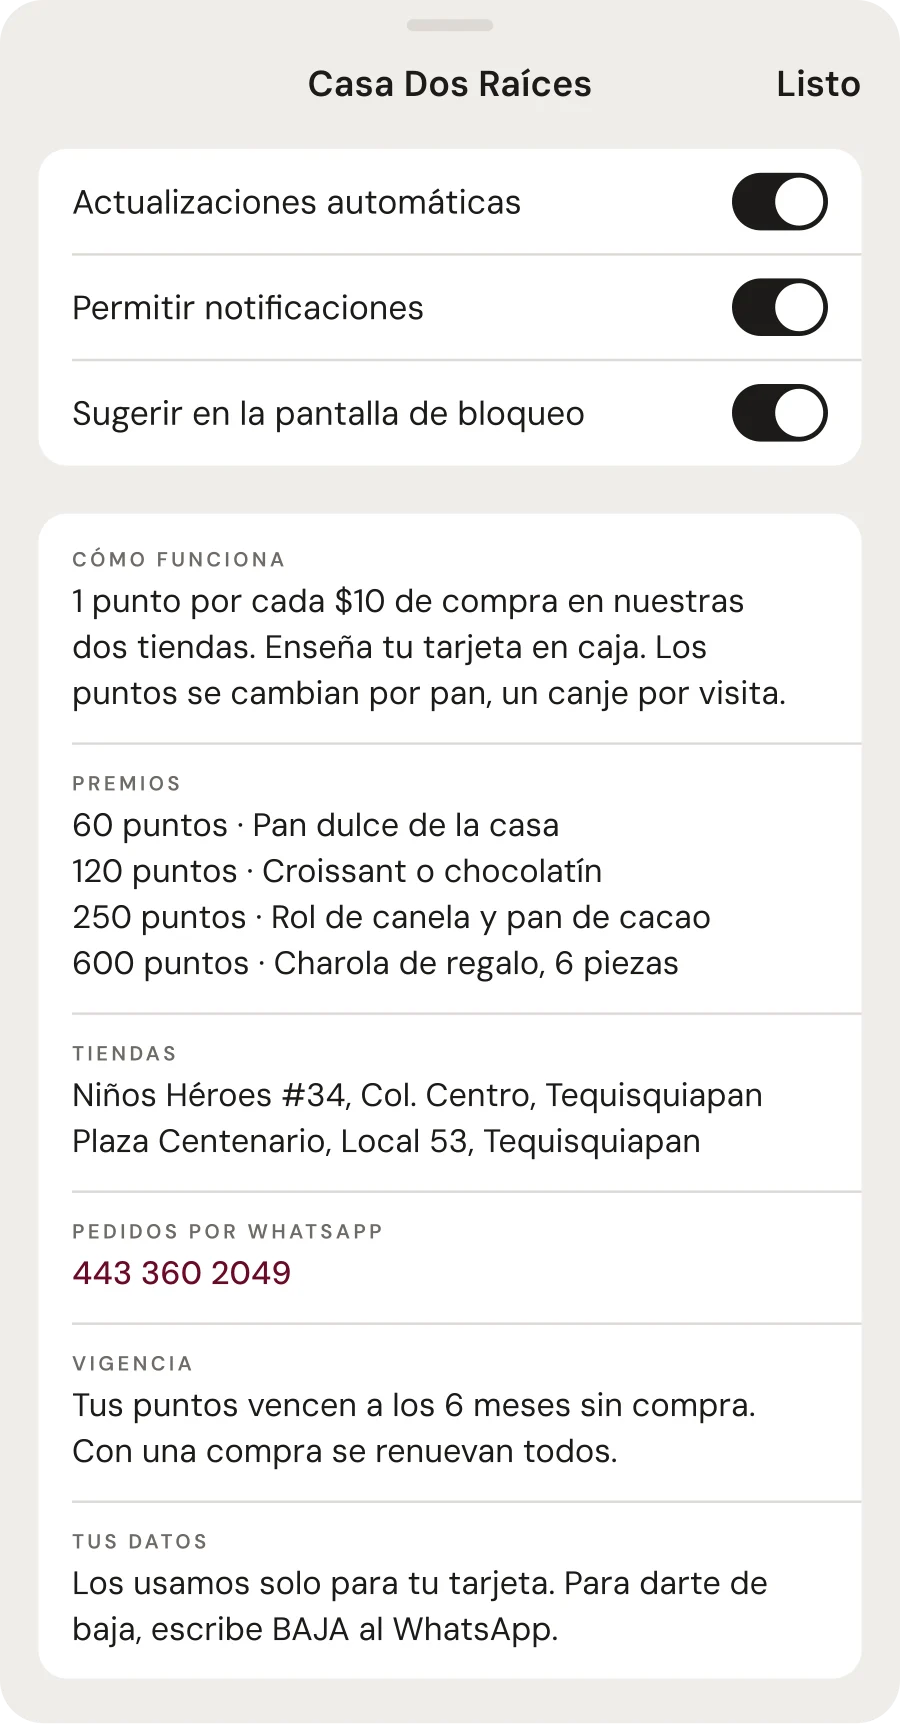 Casa Dos Raíces
Listo
Actualizaciones automáticas
Permitir notificaciones
Sugerir en la pantalla de bloqueo
CÓMO FUNCIONA
1 punto por cada $10 de compra en nuestras
dos tiendas. Enseña tu tarjeta en caja. Los
puntos se cambian por pan, un canje por visita.
PREMIOS
60 puntos · Pan dulce de la casa
120 puntos · Croissant o chocolatín
250 puntos · Rol de canela y pan de cacao
600 puntos · Charola de regalo, 6 piezas
TIENDAS
Niños Héroes #34, Col. Centro, Tequisquiapan
Plaza Centenario, Local 53, Tequisquiapan
PEDIDOS POR WHATSAPP
443 360 2049
VIGENCIA
Tus puntos vencen a los 6 meses sin compra.
Con una compra se renuevan todos.
TUS DATOS
Los usamos solo para tu tarjeta. Para darte de
baja, escribe BAJA al WhatsApp.